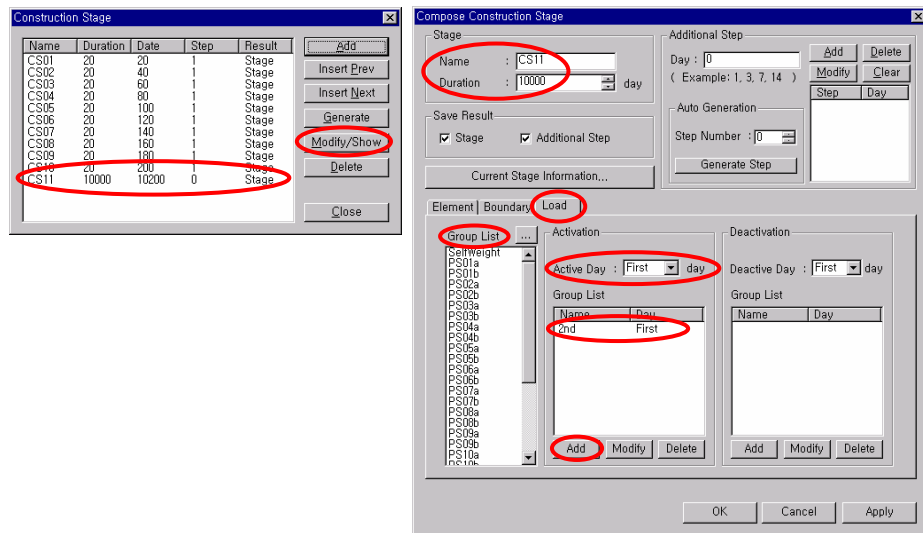 Construction Stage
Name Duration Date Step Result
CS01 20 20 1 Stage
CS02 20 40 1 Stage
CS03 20 60 1 Stage
CS04 20 80 1 Stage
CS05 20 100 1 Stage
CS06 20 120 1 Stage
CS07 20 140 1 Stage
CS08 20 160 1 Stage
CS09 20 180 1 Stage
CS10 20 200 1 Stage
CS11 10000 10200 0 Stage
Add
Insert Prev
Insert Next
Generate
Modify/Show
Delete
Close
Compose Construction Stage
Stage
Name : CS11
Duration : 10000 day
Save Result
Stage Additional Step
Current Stage Information...
Additional Step
Day : 0
( Example: 1, 3, 7, 14 )
Add Delete
Modify Clear
Step Day
Auto Generation
Step Number : 0
Generate Step
Element Boundary Load
Group List ...
SelfWeight
PS01a
PS01b
PS02a
PS02b
PS03a
PS03b
PS04a
PS04b
PS05a
PS05b
PS06a
PS06b
PS07a
PS07b
PS08a
PS08b
PS09a
PS09b
PS10a
PS10b
Activation
Active Day : First day
Group List
Name Day
2nd First
Add Modify Delete
Deactivation
Deactive Day : First day
Group List
Name Day
Add Modify Delete
OK Cancel Apply